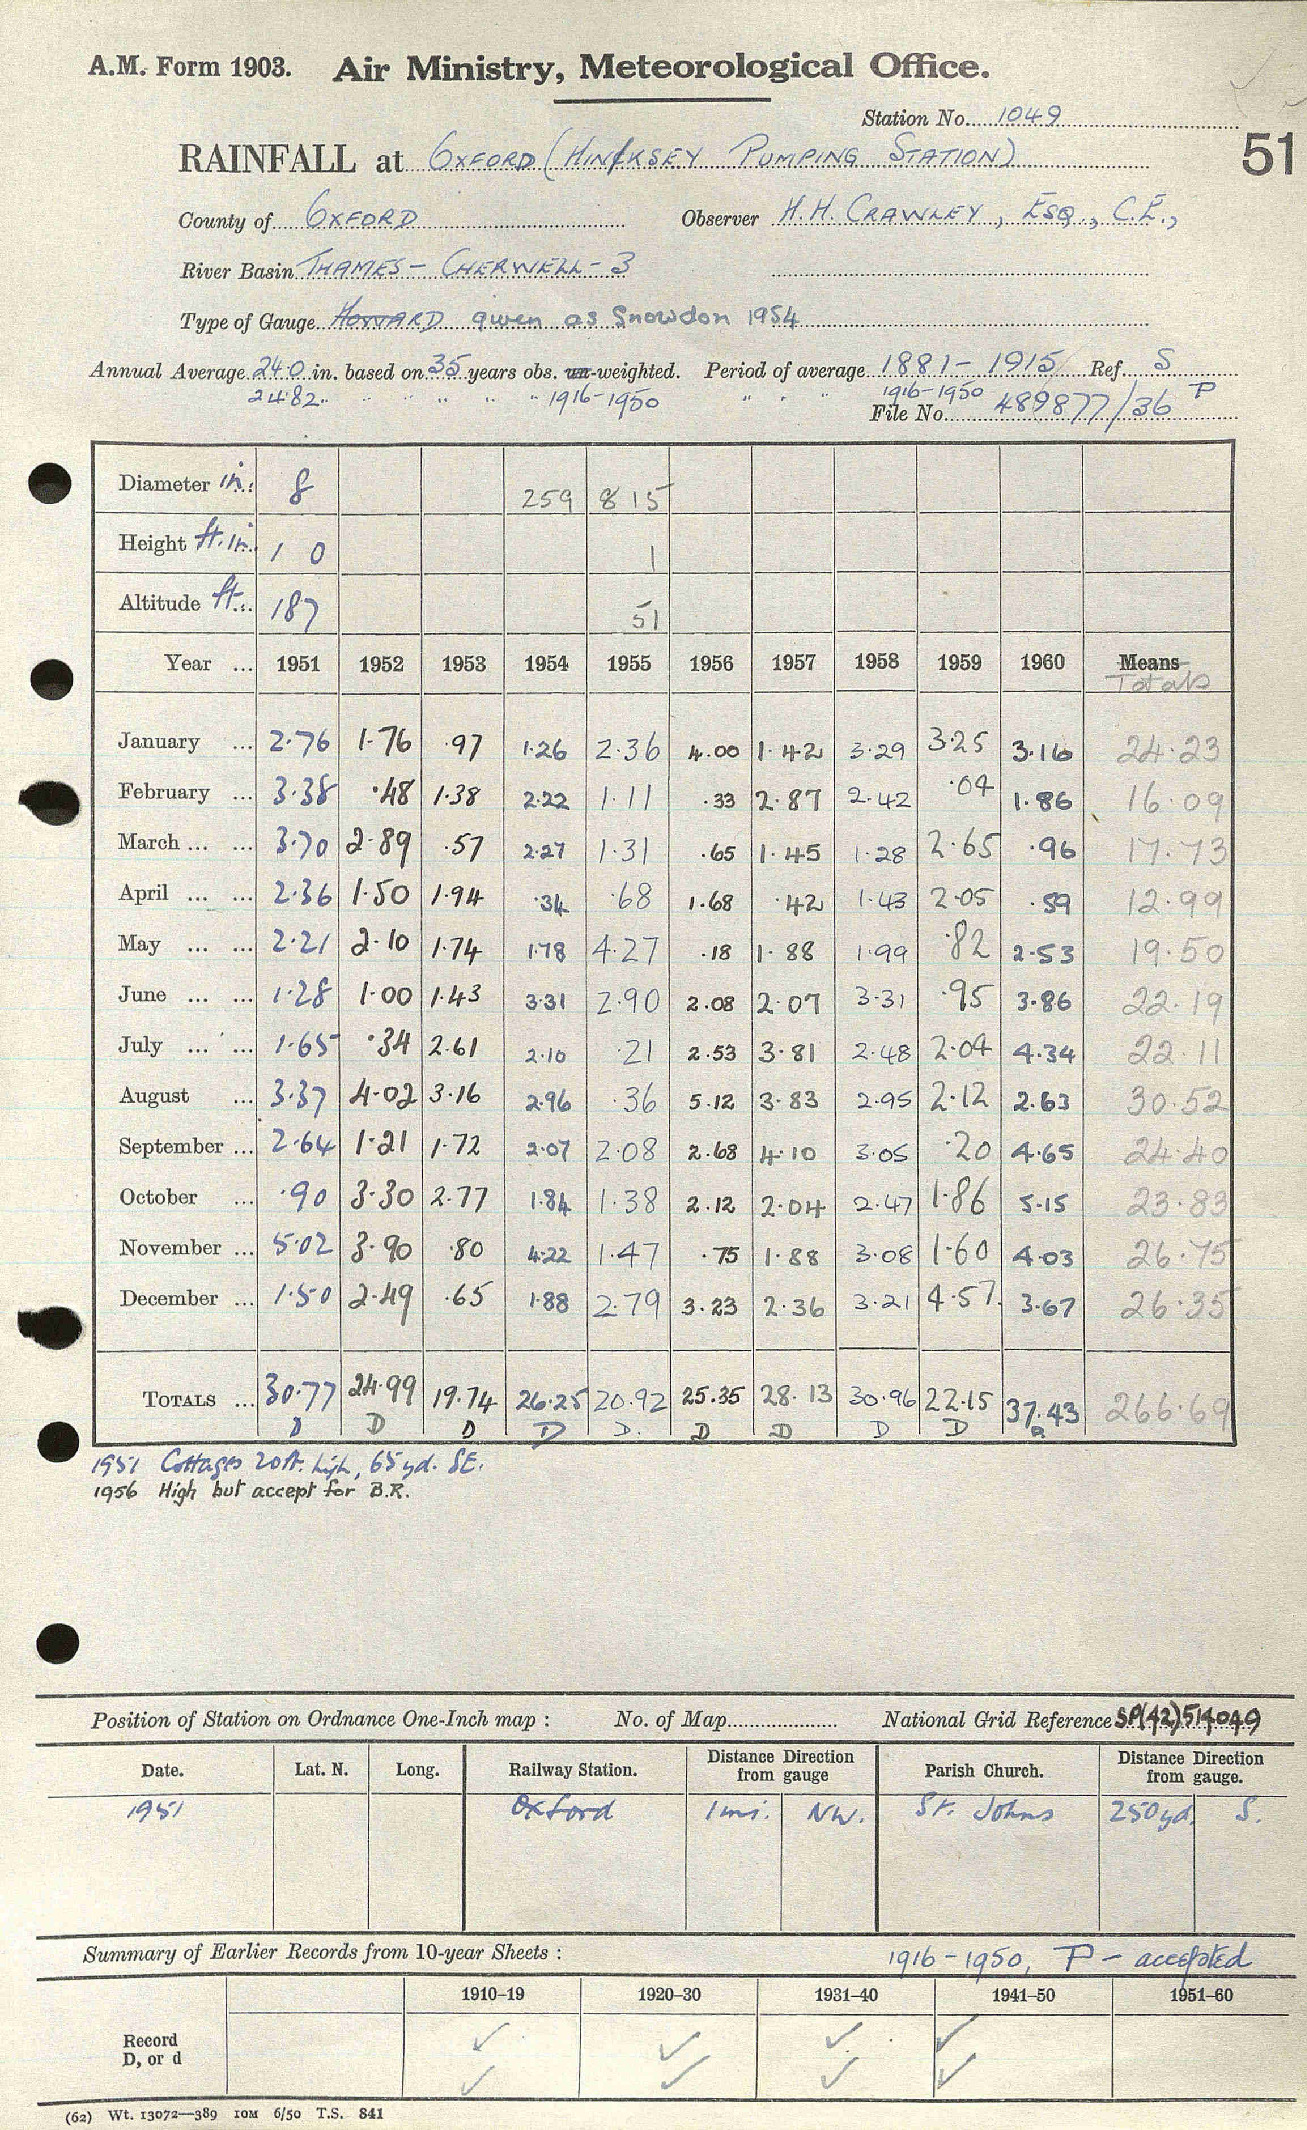 A.M. Form 1903. Air Ministry, Meteorological Office.
Station No. 1049
51
RAINFALL at OXFORD (HINKSEY PUMPING STATION)
County of OXFORD Observer H.H. CRAWLEY, ESQ., C.E.,
River Basin THAMES - CHERWELL - 3
Type of Gauge HOWARD given as Snowdon 1954
Annual Average 24.0 in. based on 35 years obs. un-weighted. Period of average 1881 - 1915 Ref. S
24.82 " " " " " 1916-1950 " " " 1916-1950 P
File No. 489877/36
Diameter in. 8 259 8 15
Height ft. in. 1 0 1
Altitude ft. 187 51
Year ... 1951 1952 1953 1954 1955 1956 1957 1958 1959 1960 Means
Totals
January ... 2.76 1.76 .97 1.26 2.36 4.00 1.42 3.29 3.25 3.16 24.23
February ... 3.38 .48 1.38 2.22 1.11 .33 2.87 2.42 .04 1.86 16.09
March ... ... 3.70 2.89 .57 2.27 1.31 .65 1.45 1.28 2.65 .96 17.73
April ... ... 2.36 1.50 1.94 .34 .68 1.68 .42 1.43 2.05 .59 12.99
May ... ... 2.21 2.10 1.74 1.78 4.27 .18 1.88 1.99 .82 2.53 19.50
June ... ... 1.28 1.00 1.43 3.31 2.90 2.08 2.07 3.31 .95 3.86 22.19
July ... ... 1.65 .34 2.61 2.10 .21 2.53 3.81 2.48 2.04 4.34 22.11
August ... 3.37 4.02 3.16 2.96 .36 5.12 3.83 2.95 2.12 2.63 30.52
September ... 2.64 1.21 1.72 2.07 2.08 2.68 4.10 3.05 .20 4.65 24.40
October ... .90 3.30 2.77 1.84 1.38 2.12 2.04 2.47 1.86 5.15 23.83
November ... 5.02 3.90 .80 4.22 1.47 .75 1.88 3.08 1.60 4.03 26.75
December ... 1.50 2.49 .65 1.88 2.79 3.23 2.36 3.21 4.57 3.67 26.35
TOTALS ... 30.77 24.99 19.74 26.25 20.92 25.35 28.13 30.96 22.15 37.43 266.69
D D D D D. D D D D
1951 Cottages 20ft. high, 65yd. SE.
1956 High but accept for B.R.
Position of Station on Ordnance One-Inch map : No. of Map National Grid Reference SP(42)514049
Date. Lat. N. Long. Railway Station. Distance Direction from gauge Parish Church. Distance Direction from gauge.
1951 Oxford 1mi. NW. St. Johns 250yd. S.
Summary of Earlier Records from 10-year Sheets : 1916-1950, P - accepted
1910–19 1920–30 1931–40 1941–50 1951–60
Record
D, or d
(62) Wt. 13072—389 10M 6/50 T.S. 841